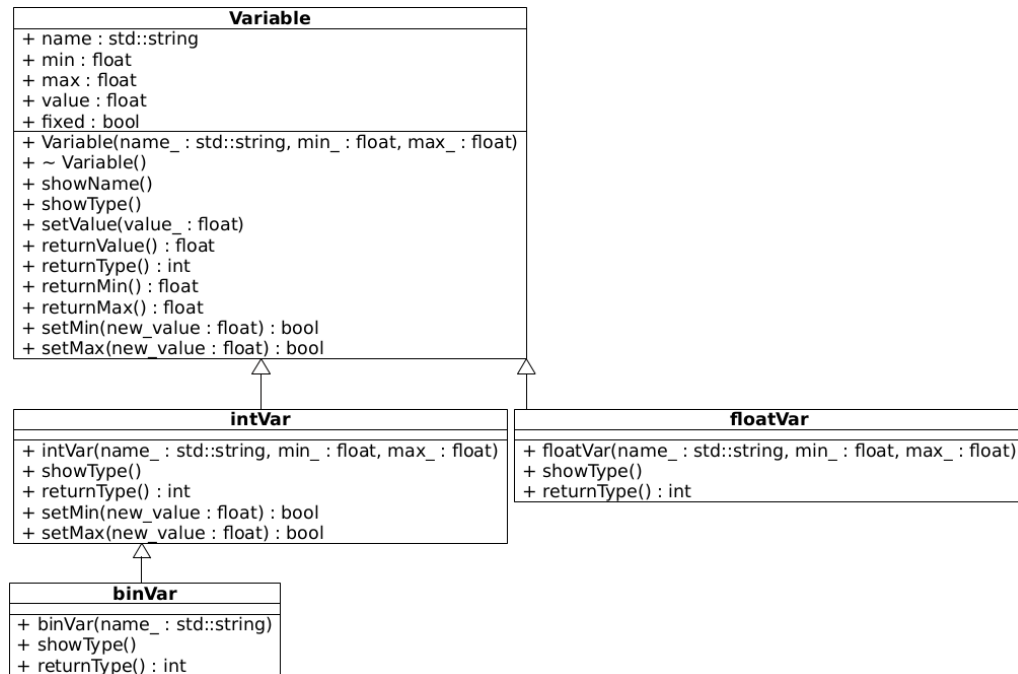 Variable
+ name : std::string
+ min : float
+ max : float
+ value : float
+ fixed : bool
+ Variable(name_ : std::string, min_ : float, max_ : float)
+ ~ Variable()
+ showName()
+ showType()
+ setValue(value_ : float)
+ returnValue() : float
+ returnType() : int
+ returnMin() : float
+ returnMax() : float
+ setMin(new_value : float) : bool
+ setMax(new_value : float) : bool
intVar
+ intVar(name_ : std::string, min_ : float, max_ : float)
+ showType()
+ returnType() : int
+ setMin(new_value : float) : bool
+ setMax(new_value : float) : bool
floatVar
+ floatVar(name_ : std::string, min_ : float, max_ : float)
+ showType()
+ returnType() : int
binVar
+ binVar(name_ : std::string)
+ showType()
+ returnType() : int